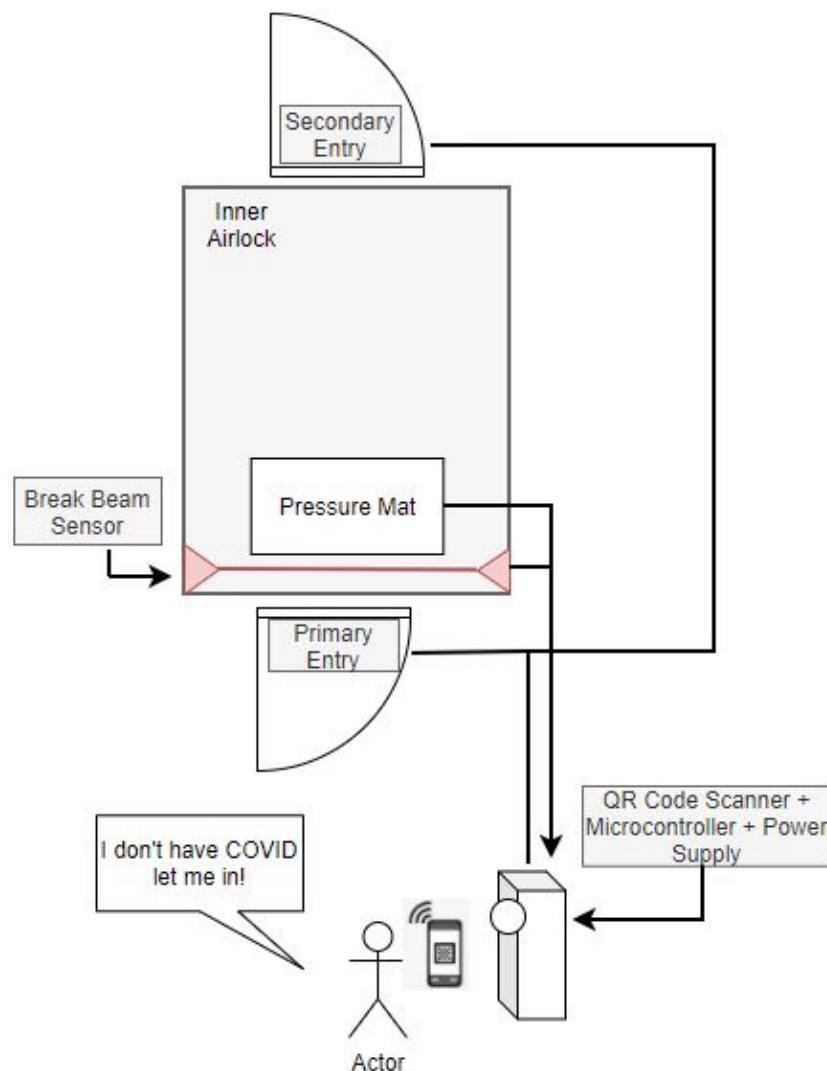 Secondary
Entry
Inner
Airlock
Break Beam
Sensor
Pressure Mat
Primary
Entry
QR Code Scanner +
Microcontroller + Power
Supply
I don't have COVID
let me in!
Actor